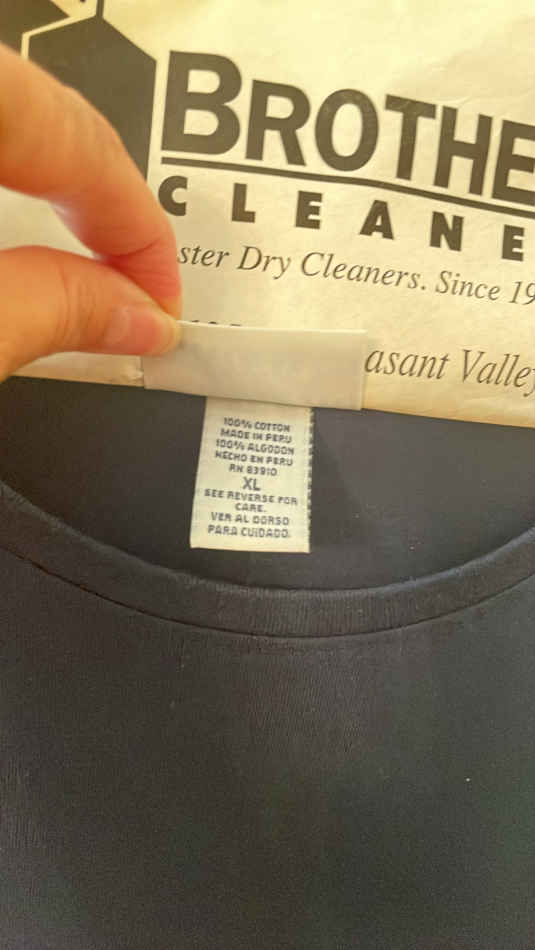 BROTHE
CLEANE
ster Dry Cleaners. Since 19
asant Valley
100% COTTON
MADE IN PERU
100% ALGODON
HECHO EN PERU
RN 83910
XL
SEE REVERSE FOR
CARE.
VER AL DORSO
PARA CUIDADO.